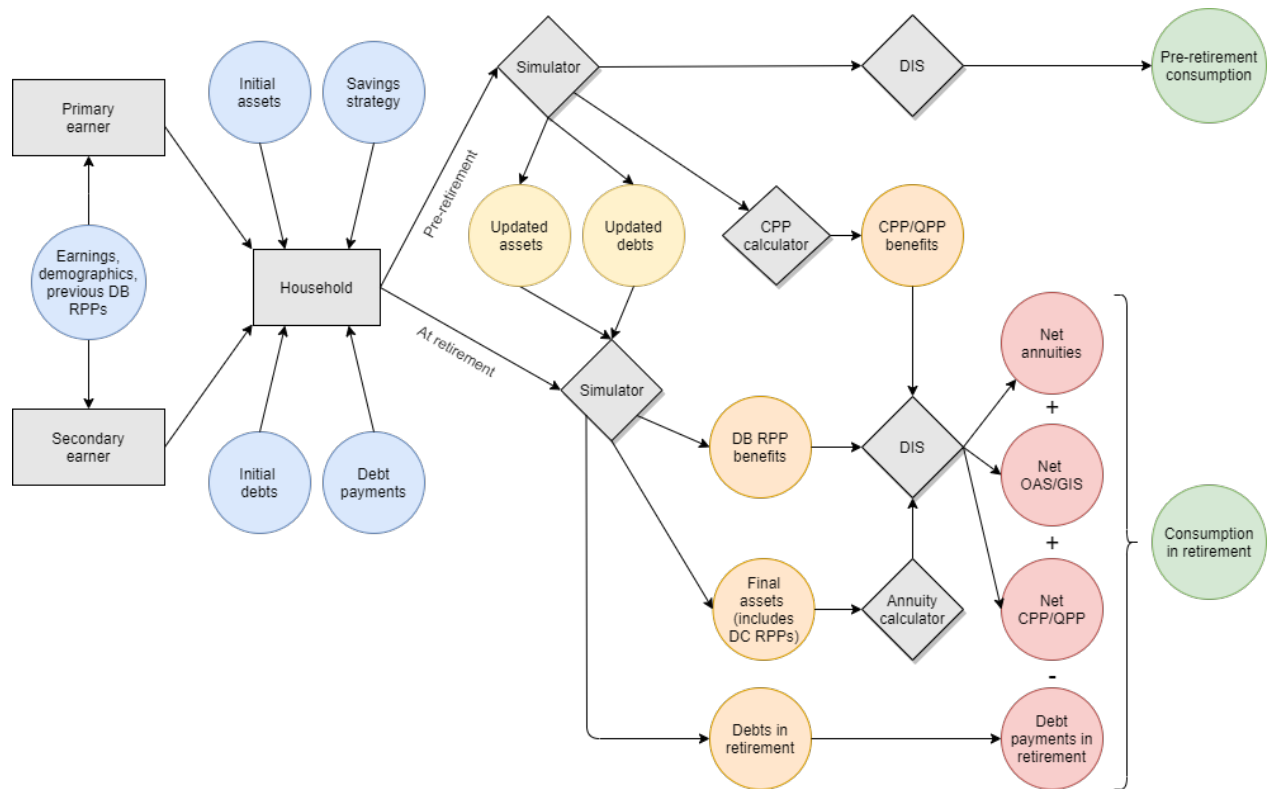 Primary
earner
Initial
assets
Savings
strategy
Simulator
DIS
Pre-retirement
consumption
Earnings,
demographics,
previous DB
RPPs
Household
Pre-retirement
At retirement
Updated
assets
Updated
debts
CPP
calculator
CPP/QPP
benefits
Secondary
earner
Initial
debts
Debt
payments
Simulator
DB RPP
benefits
DIS
Final
assets
(includes
DC RPPs)
Annuity
calculator
Debts in
retirement
Net
annuities
+
Net
OAS/GIS
+
Net
CPP/QPP
-
Debt
payments in
retirement
Consumption
in retirement